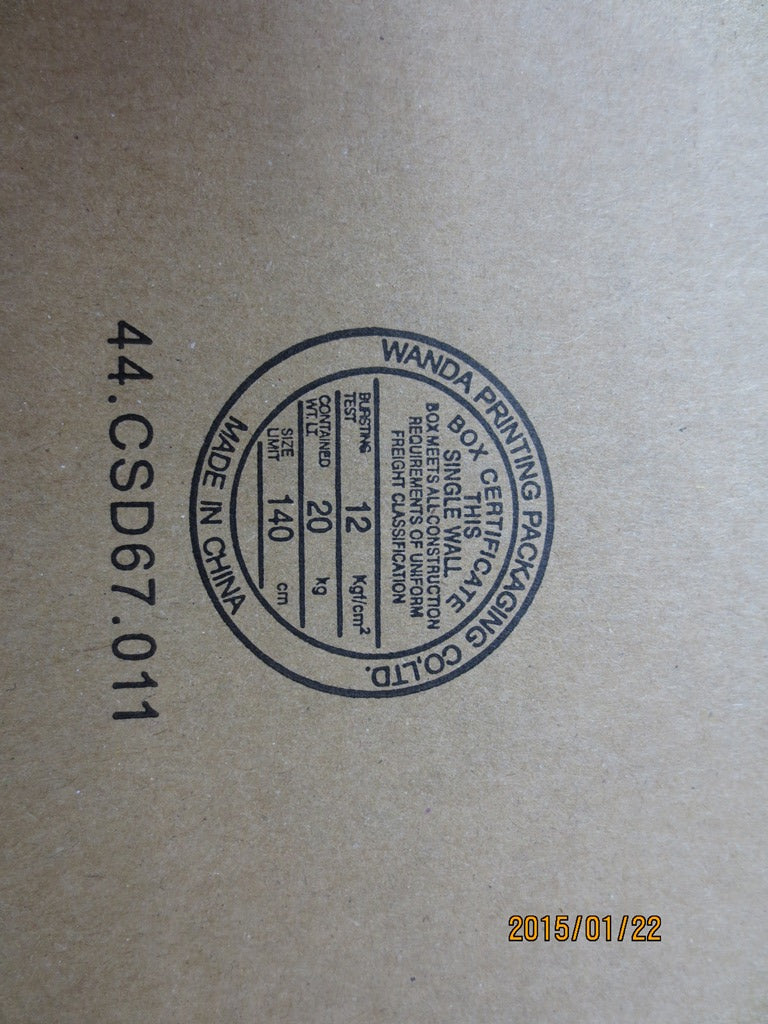 WANDA PRINTING PACKAGING CO.,LTD.
BOX CERTIFICATE
THIS
SINGLE WALL
BOX MEETS ALL CONSTRUCTION
REQUIREMENTS OF UNIFORM
FREIGHT CLASSIFICATION
BURSTING TEST 12 Kgf/cm²
CONTAINED WT. LT. 20 kg
SIZE LIMIT 140 cm
MADE IN CHINA
44.CSD67.011
2015/01/22